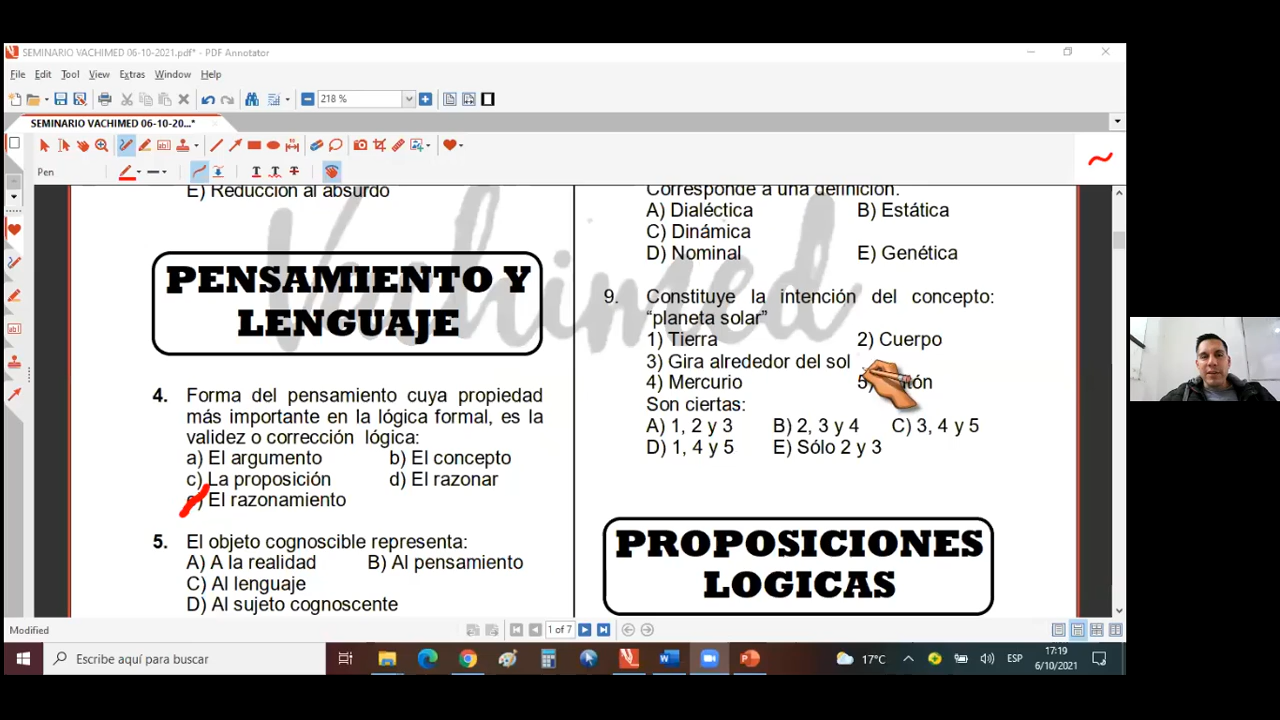 SEMINARIO VACHIMED 06-10-2021.pdf* - PDF Annotator
File Edit Tool View Extras Window Help
218 %
SEMINARIO VACHIMED 06-10-20...*
Pen
E) Reducción al absurdo
PENSAMIENTO Y
LENGUAJE
4. Forma del pensamiento cuya propiedad
más importante en la lógica formal, es la
validez o corrección lógica:
a) El argumento b) El concepto
c) La proposición d) El razonar
El razonamiento
5. El objeto cognoscible representa:
A) A la realidad B) Al pensamiento
C) Al lenguaje
D) Al sujeto cognoscente
Corresponde a una definición:
A) Dialéctica B) Estática
C) Dinámica
D) Nominal E) Genética
9. Constituye la intención del concepto:
“planeta solar”
1) Tierra 2) Cuerpo
3) Gira alrededor del sol
4) Mercurio 5)
Son ciertas:
A) 1, 2 y 3 B) 2, 3 y 4 C) 3, 4 y 5
D) 1, 4 y 5 E) Sólo 2 y 3
PROPOSICIONES
LOGICAS
Vachimed
Modified
1 of 7
Escribe aquí para buscar
17°C
ESP
17:19
6/10/2021